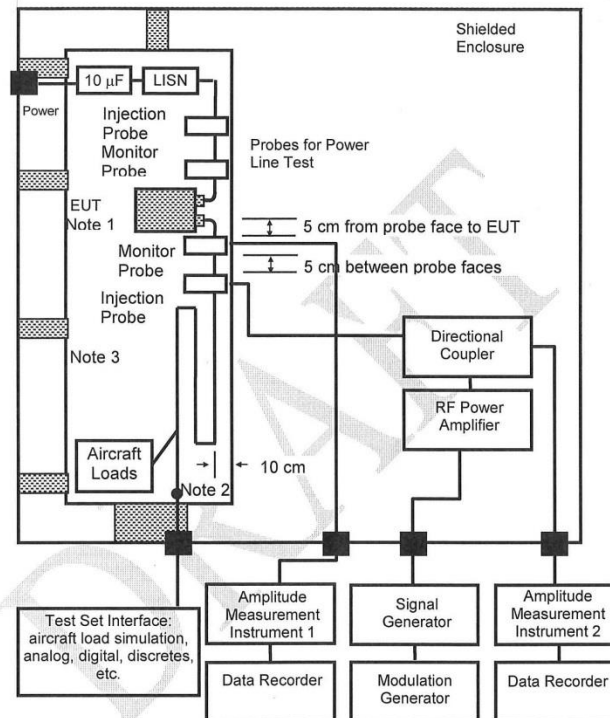 Shielded
Enclosure
10 µF
LISN
Power
Injection
Probe
Monitor
Probe
Probes for Power
Line Test
EUT
Note 1
5 cm from probe face to EUT
Monitor
Probe
5 cm between probe faces
Injection
Probe
Directional
Coupler
Note 3
RF Power
Amplifier
Aircraft
Loads
10 cm
Note 2
Test Set Interface:
aircraft load simulation,
analog, digital, discretes,
etc.
Amplitude
Measurement
Instrument 1
Signal
Generator
Amplitude
Measurement
Instrument 2
Data Recorder
Modulation
Generator
Data Recorder
DRAFT